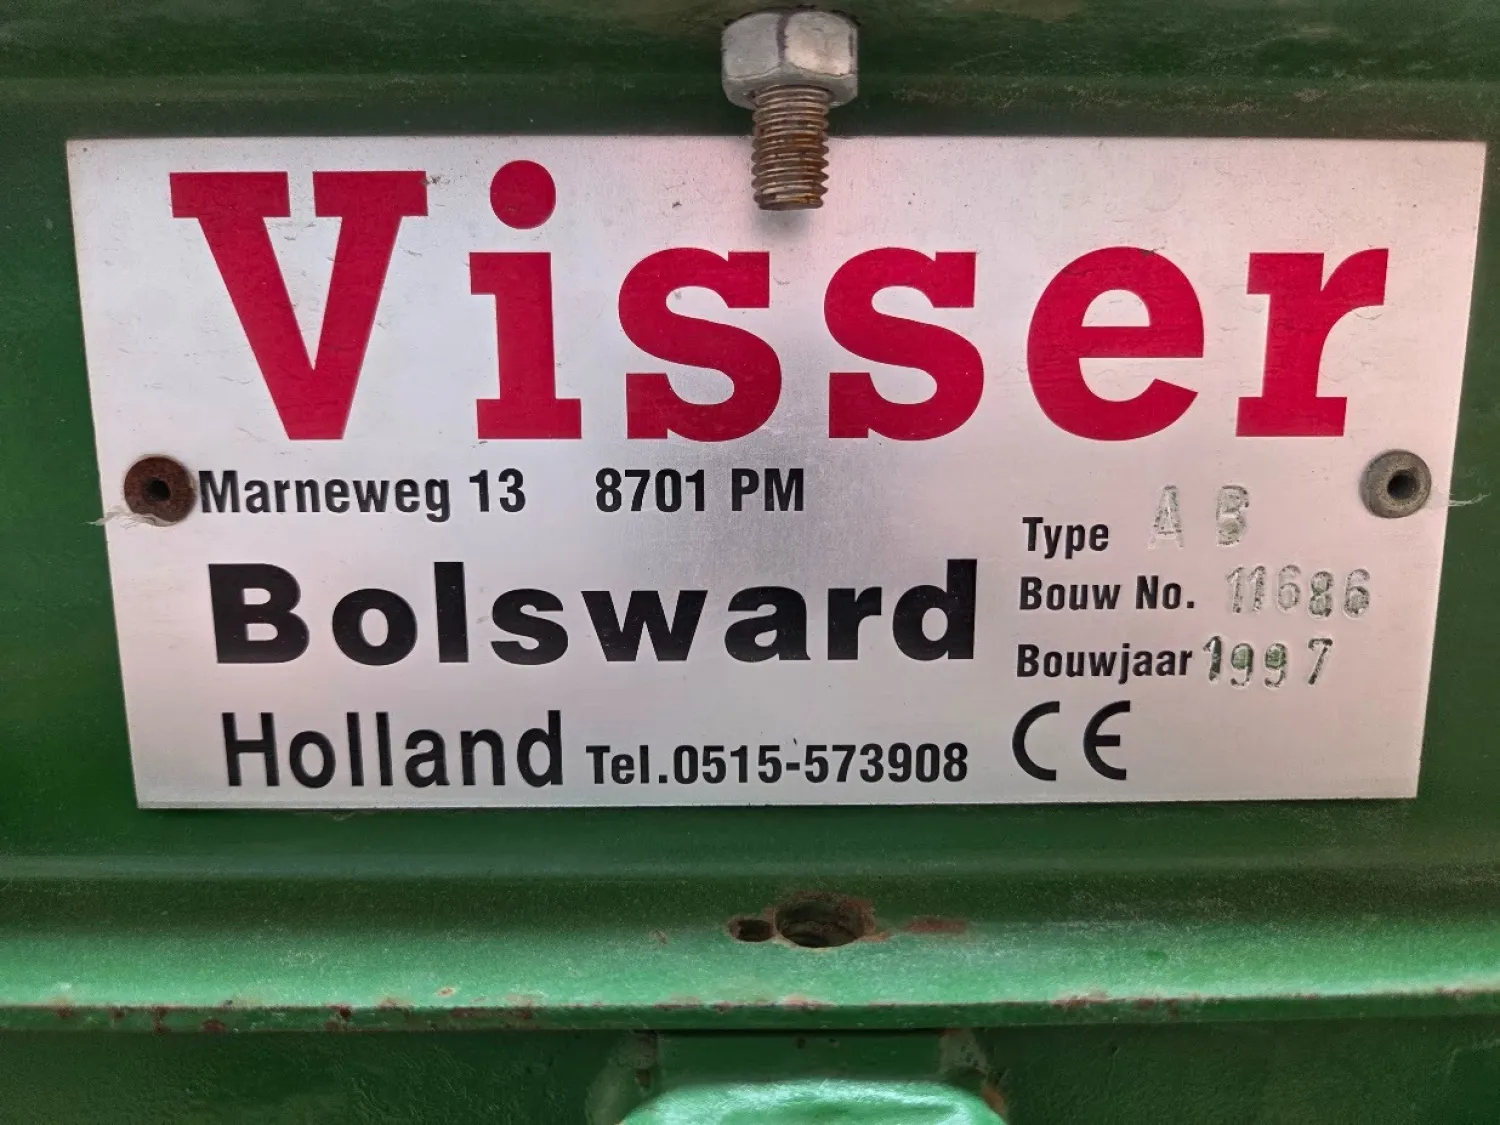 Visser
Marneweg 13 8701 PM
Bolsward
Holland Tel.0515-573908
Type AB
Bouw No. 11686
Bouwjaar 1997
CE